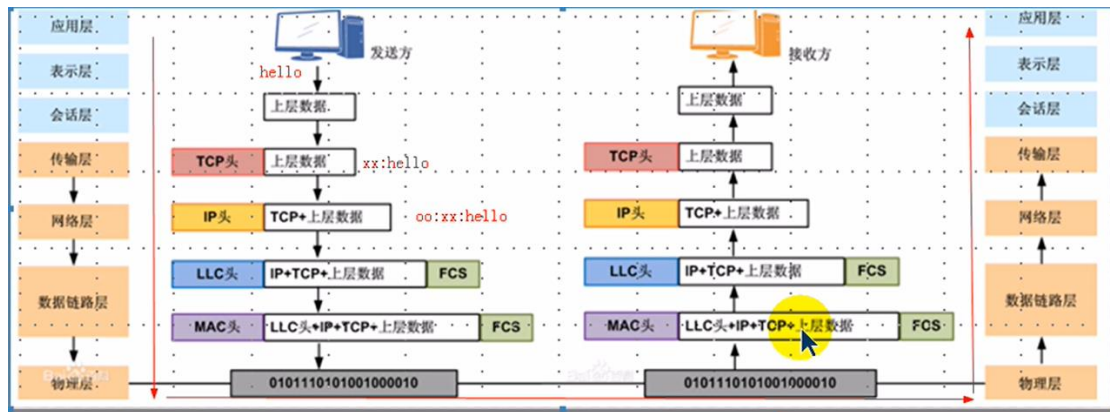 应用层
表示层
会话层
传输层
网络层
数据链路层
物理层
发送方
hello
上层数据
TCP头 上层数据 xx:hello
IP头 TCP+上层数据 oo:xx:hello
LLC头 IP+TCP+上层数据 FCS
MAC头 LLC头+IP+TCP+上层数据 FCS
0101110101001000010
接收方
上层数据
TCP头 上层数据
IP头 TCP+上层数据
LLC头 IP+TCP+上层数据 FCS
MAC头 LLC头+IP+TCP+上层数据 FCS
0101110101001000010
应用层
表示层
会话层
传输层
网络层
数据链路层
物理层